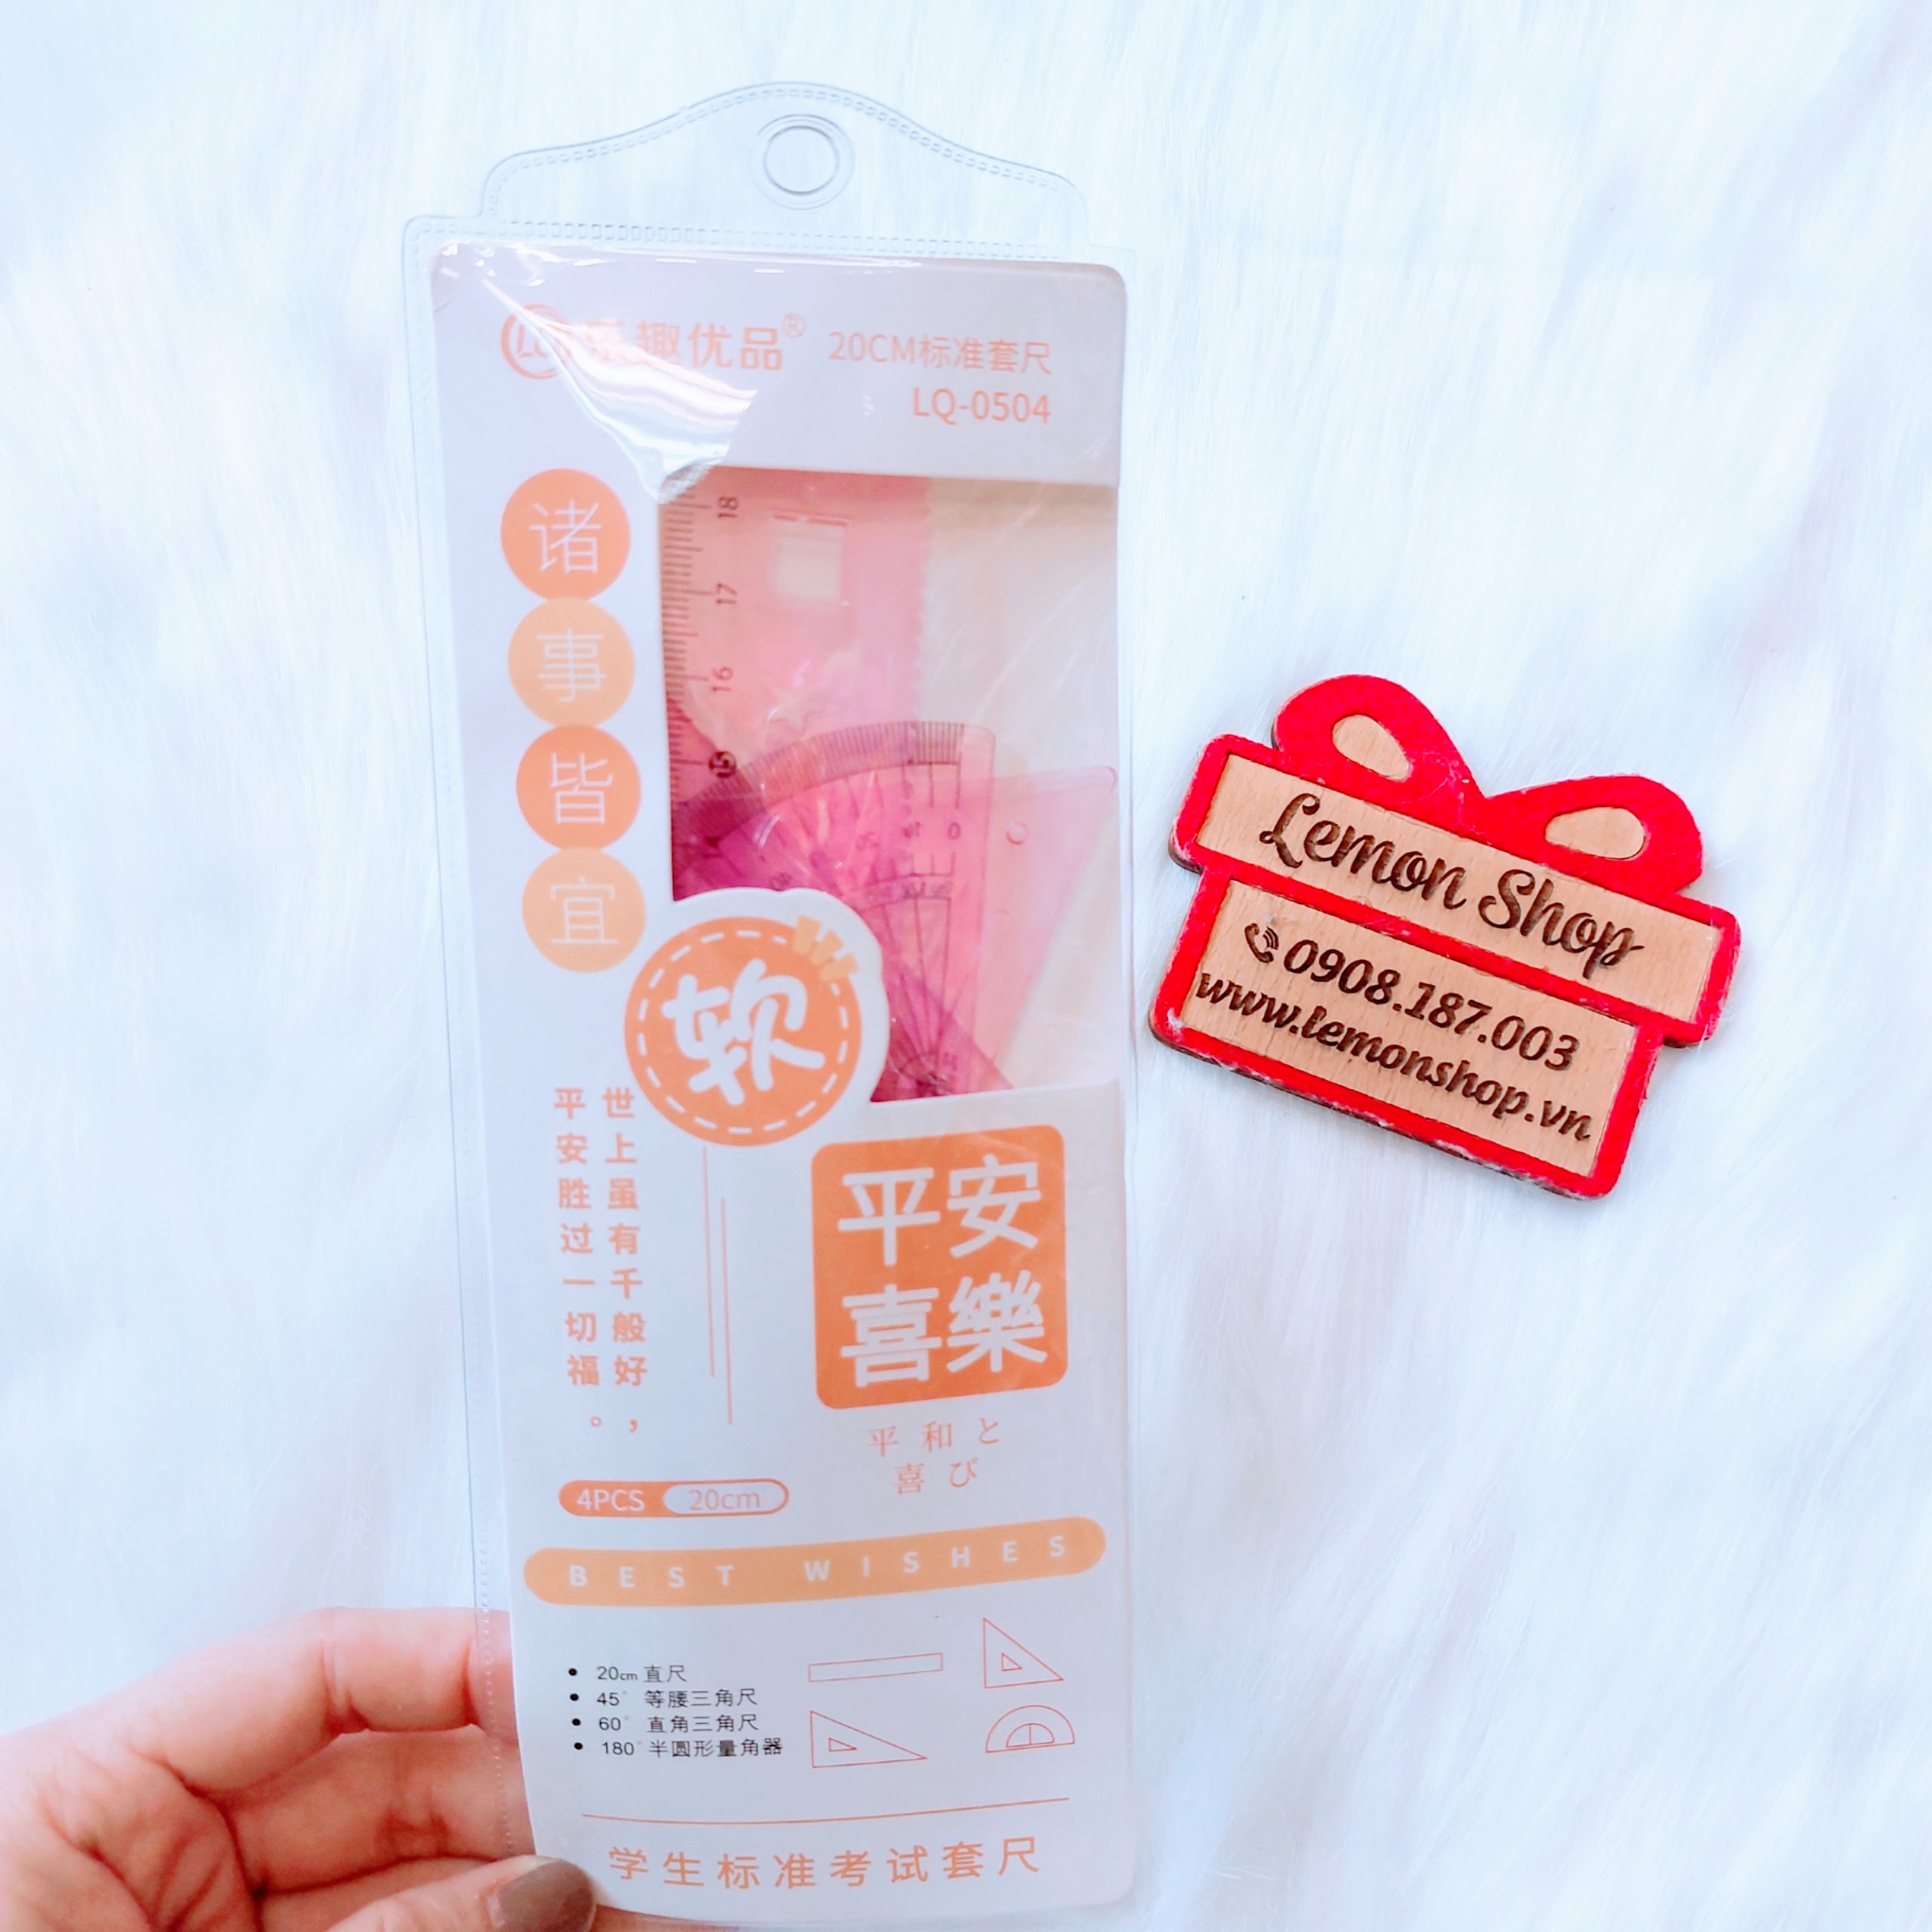 乐趣优品®
20CM标准套尺
LQ-0504
诸事皆宜
18
17
16
15
0
软
世上虽有千般好，
平安胜过一切福。
平安
喜樂
平和と
喜び
4PCS 20cm
BEST WISHES
• 20cm 直尺
• 45° 等腰三角尺
• 60° 直角三角尺
• 180° 半圆形量角器
学生标准考试套尺
Lemon Shop
0908.187.003
www.lemonshop.vn